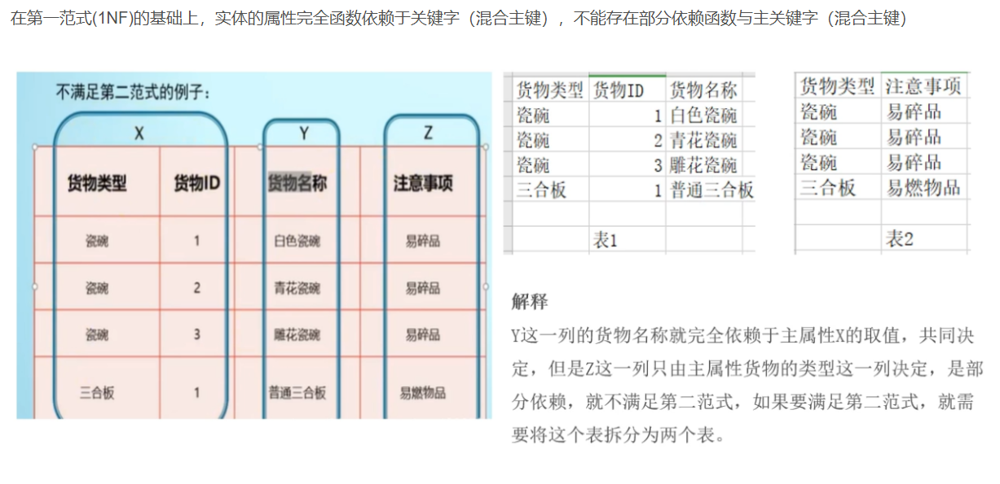 在第一范式(1NF)的基础上，实体的属性完全函数依赖于关键字（混合主键），不能存在部分依赖函数与主关键字（混合主键）
不满足第二范式的例子：
X Y Z
货物类型 货物ID 货物名称 注意事项
瓷碗 1 白色瓷碗 易碎品
瓷碗 2 青花瓷碗 易碎品
瓷碗 3 雕花瓷碗 易碎品
三合板 1 普通三合板 易燃物品
货物类型 货物ID 货物名称
瓷碗 1 白色瓷碗
瓷碗 2 青花瓷碗
瓷碗 3 雕花瓷碗
三合板 1 普通三合板
表1
货物类型 注意事项
瓷碗 易碎品
瓷碗 易碎品
瓷碗 易碎品
三合板 易燃物品
表2
解释
Y这一列的货物名称就完全依赖于主属性X的取值，共同决
定，但是Z这一列只由主属性货物的类型这一列决定，是部
分依赖，就不满足第二范式，如果要满足第二范式，就需
要将这个表拆分为两个表。